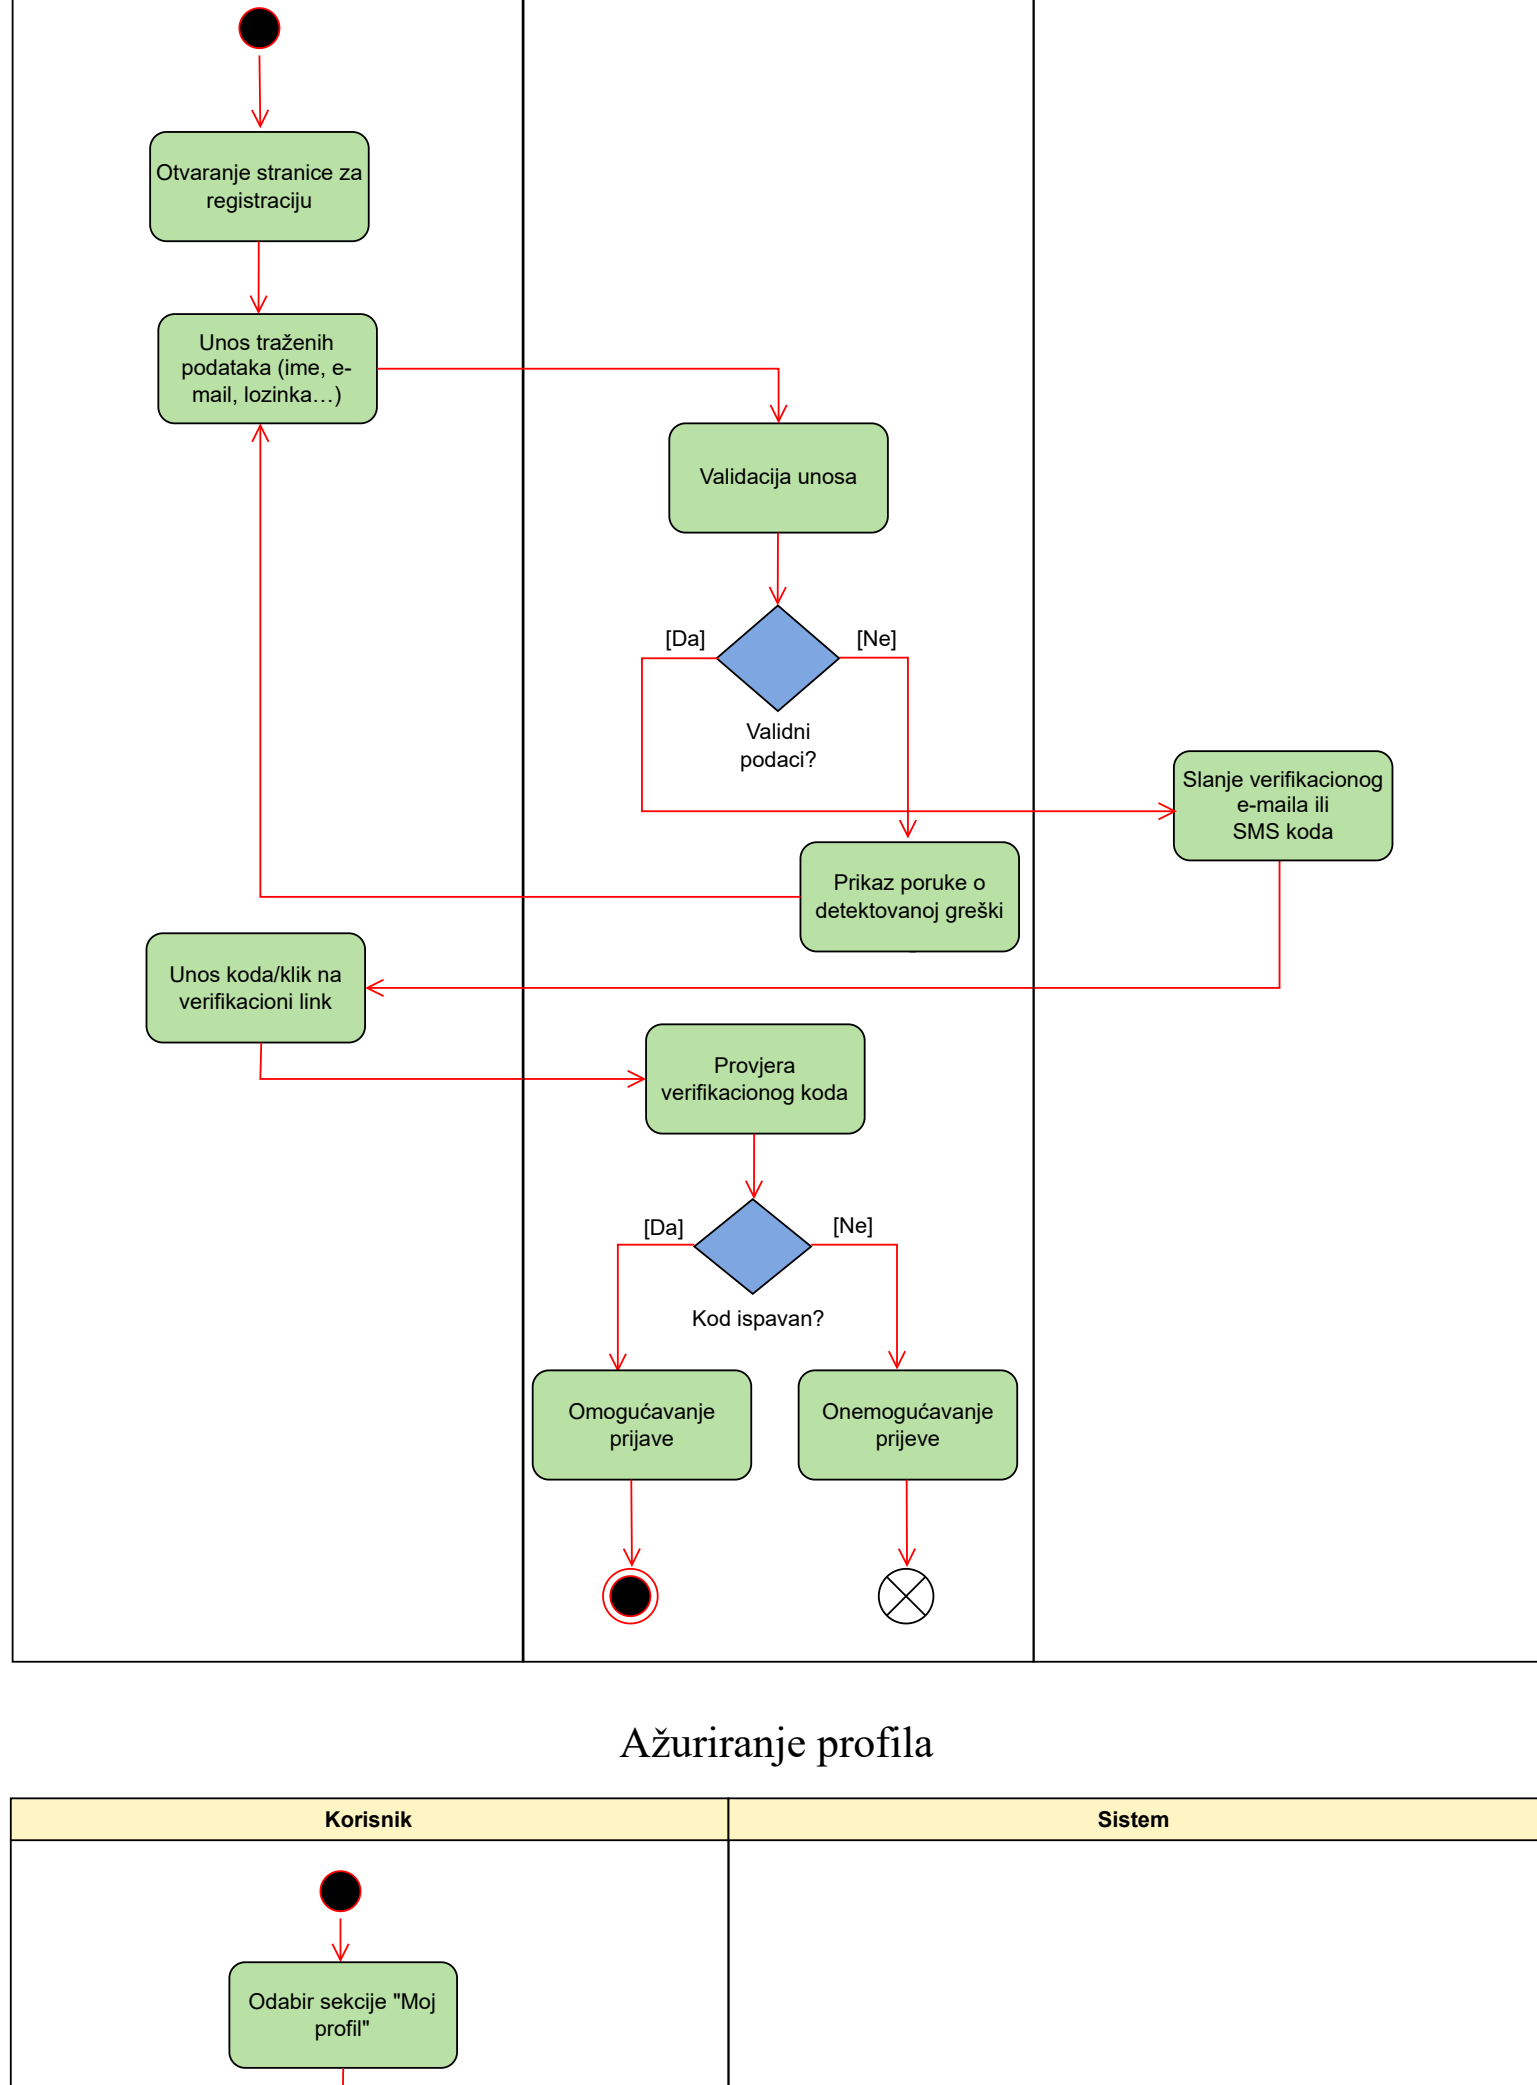 Otvaranje stranice za
registraciju
Unos traženih
podataka (ime, e-
mail, lozinka…)
Validacija unosa
[Da]
[Ne]
Validni
podaci?
Slanje verifikacionog
e-maila ili
SMS koda
Prikaz poruke o
detektovanoj greški
Unos koda/klik na
verifikacioni link
Provjera
verifikacionog koda
[Da]
[Ne]
Kod ispavan?
Omogućavanje
prijave
Onemogućavanje
prijeve
Ažuriranje profila
Korisnik
Sistem
Odabir sekcije "Moj
profil"